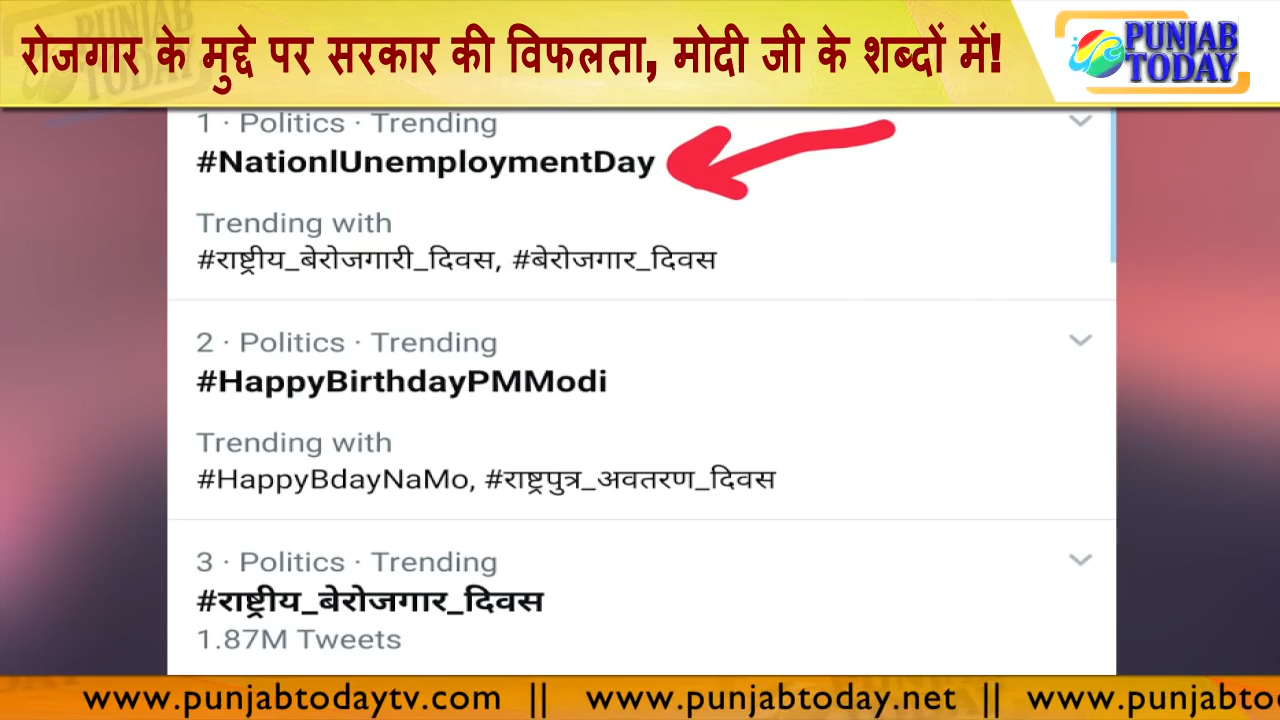 रोजगार के मुद्दे पर सरकार की विफलता, मोदी जी के शब्दों में!
PUNJAB
TODAY
1 · Politics · Trending
#NationlUnemploymentDay
Trending with
#राष्ट्रीय_बेरोजगारी_दिवस, #बेरोजगार_दिवस
2 · Politics · Trending
#HappyBirthdayPMModi
Trending with
#HappyBdayNaMo, #राष्ट्रपुत्र_अवतरण_दिवस
3 · Politics · Trending
#राष्ट्रीय_बेरोजगार_दिवस
1.87M Tweets
www.punjabtodaytv.com || www.punjabtoday.net || www.punjabto